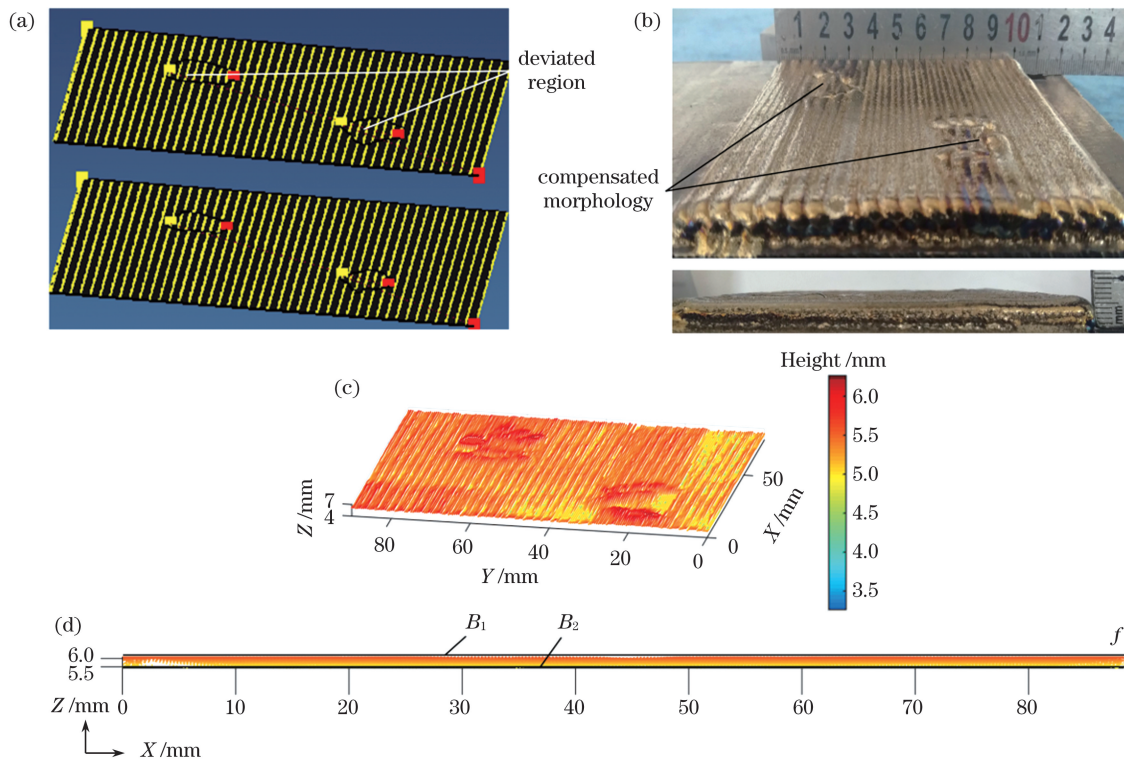 (a)
deviated
region
(b)
1 2 3 4 5 6 7 8 9 10 1 2 3 4
compensated
morphology
(c)
Height /mm
6.0
5.5
5.0
4.5
4.0
3.5
Z /mm
7
4
80
60
40
20
0
Y /mm
0
50
X /mm
(d)
B1
B2
f
6.0
5.5
Z /mm
0 10 20 30 40 50 60 70 80
X /mm